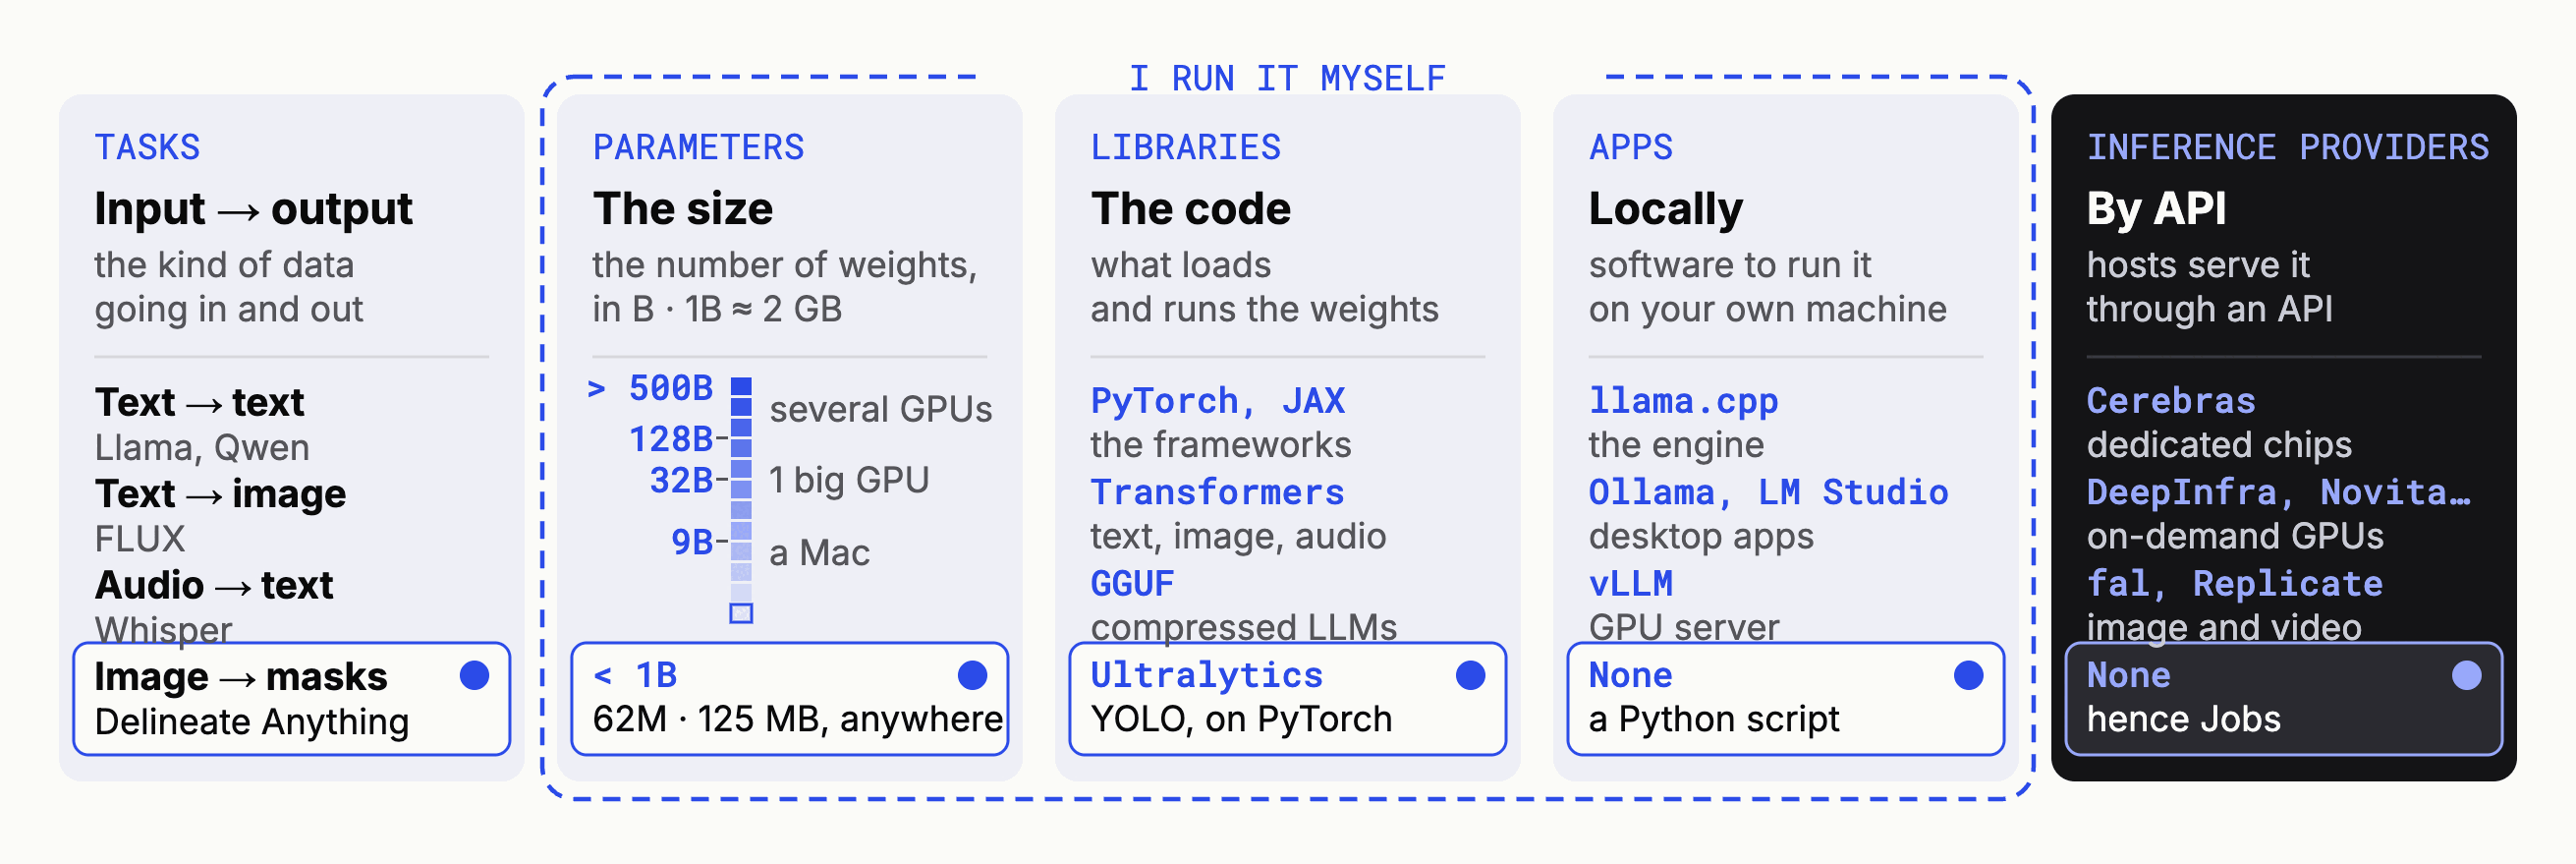 I RUN IT MYSELF
TASKS
Input → output
the kind of data
going in and out
Text → text
Llama, Qwen
Text → image
FLUX
Audio → text
Whisper
Image → masks
Delineate Anything
PARAMETERS
The size
the number of weights,
in B · 1B ≈ 2 GB
> 500B
several GPUs
128B
32B
1 big GPU
9B
a Mac
< 1B
62M · 125 MB, anywhere
LIBRARIES
The code
what loads
and runs the weights
PyTorch, JAX
the frameworks
Transformers
text, image, audio
GGUF
compressed LLMs
Ultralytics
YOLO, on PyTorch
APPS
Locally
software to run it
on your own machine
llama.cpp
the engine
Ollama, LM Studio
desktop apps
vLLM
GPU server
None
a Python script
INFERENCE PROVIDERS
By API
hosts serve it
through an API
Cerebras
dedicated chips
DeepInfra, Novita…
on-demand GPUs
fal, Replicate
image and video
None
hence Jobs